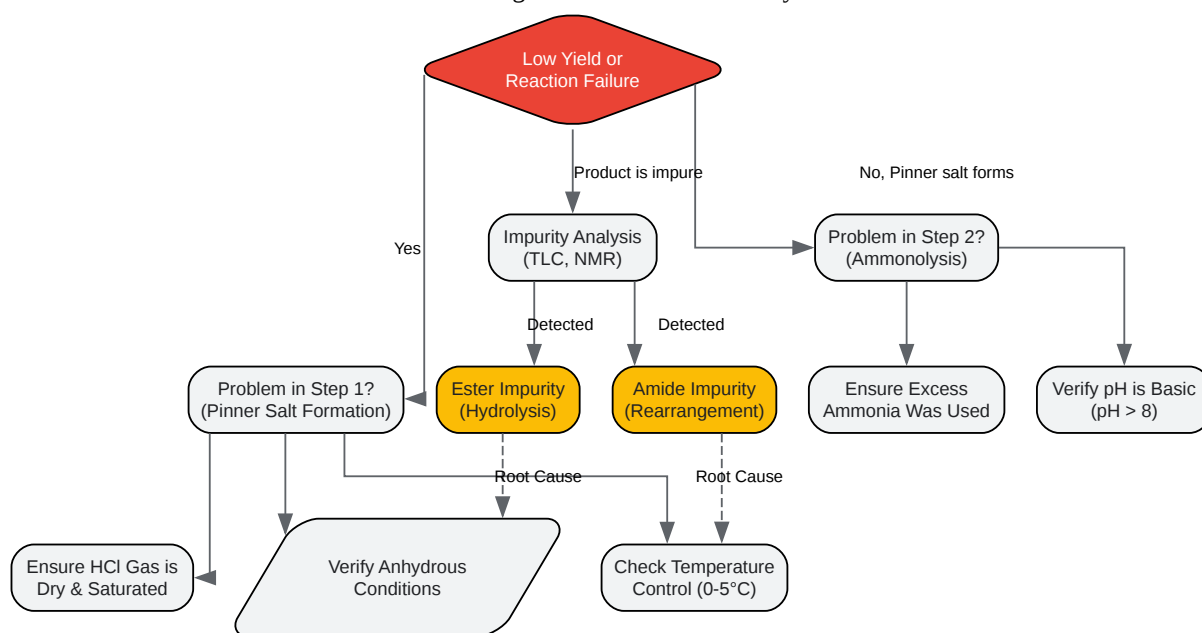 Low Yield or
Reaction Failure
Product is impure
No, Pinner salt forms
Yes
Impurity Analysis
(TLC, NMR)
Problem in Step 2?
(Ammonolysis)
Detected
Detected
Problem in Step 1?
(Pinner Salt Formation)
Ester Impurity
(Hydrolysis)
Amide Impurity
(Rearrangement)
Ensure Excess
Ammonia Was Used
Verify pH is Basic
(pH > 8)
Root Cause
Root Cause
Ensure HCl Gas is
Dry & Saturated
Verify Anhydrous
Conditions
Check Temperature
Control (0-5°C)